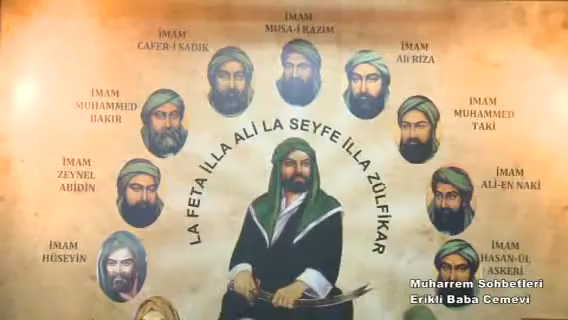 İMAM
MUSA-İ KAZIM
İMAM
CAFER-İ SADIK
İMAM
Ali RIZA
İMAM
MUHAMMED
BAKIR
İMAM
MUHAMMED
TAKİ
İMAM
ZEYNEL
ABİDİN
İMAM
ALİ-EN NAKİ
İMAM
HÜSEYİN
İMAM
HASAN-ÜL
ASKERİ
LA FETA İLLA ALİ LA SEYFE İLLA ZÜLFİKAR
Muharrem Sohbetleri
Erikli Baba Cemevi